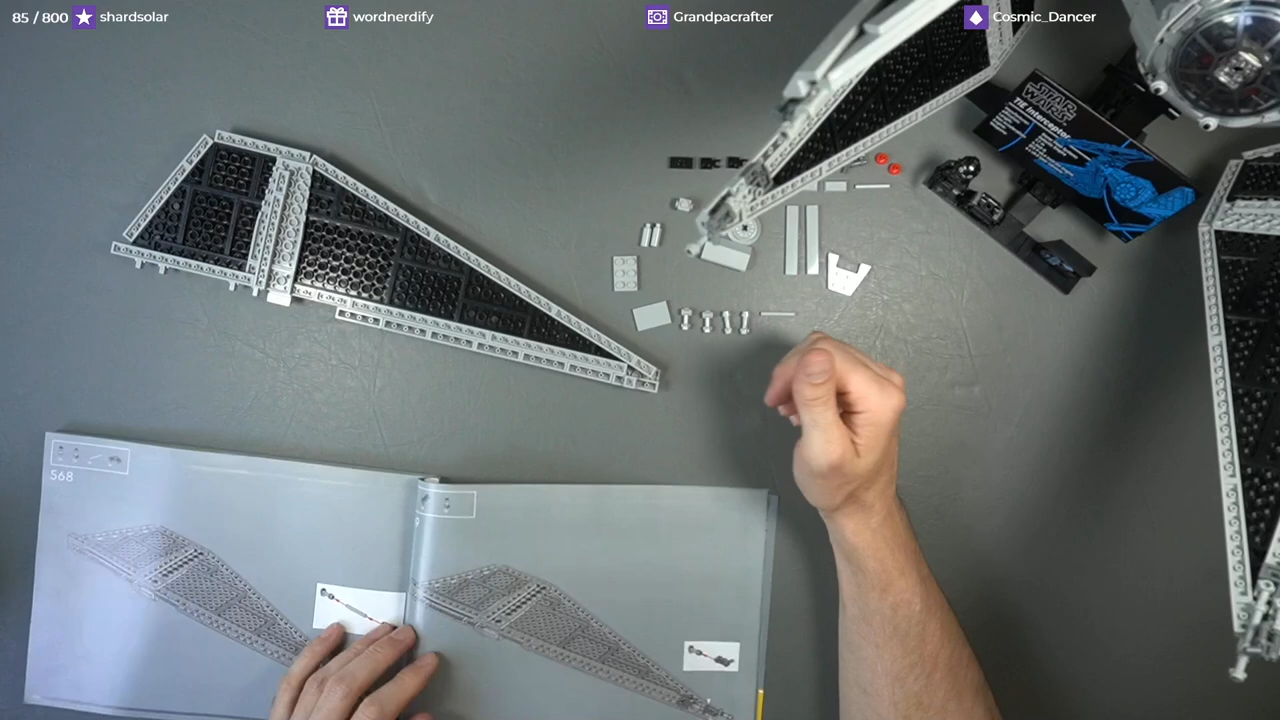 85 / 800 shardsolar wordnerdify Grandpacrafter Cosmic_Dancer
STAR
WARS
TIE Interceptor
568